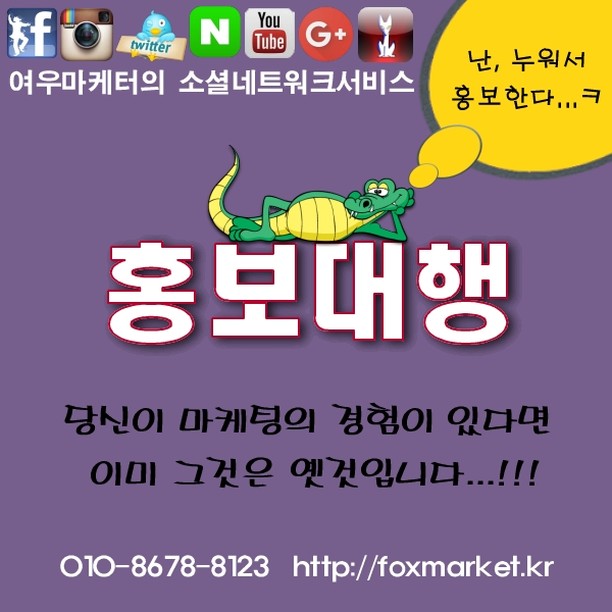 f
twitter
N
You
Tube
G+
여우마케터의 소셜네트워크서비스
난, 누워서
홍보한다...ㅋ
홍보대행
당신이 마케팅의 경험이 있다면
이미 그것은 옛것입니다...!!!
010-8678-8123 http://foxmarket.kr